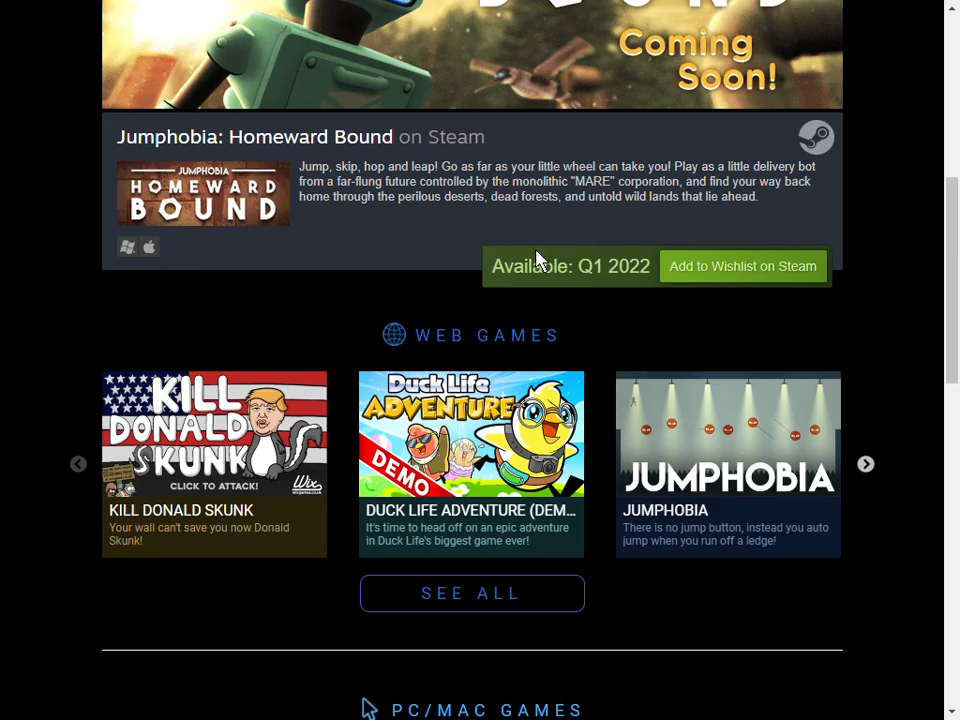 Coming
Soon!
Jumphobia: Homeward Bound on Steam
JUMPHOBIA
HOMEWARD
BOUND
Jump, skip, hop and leap! Go as far as your little wheel can take you! Play as a little delivery bot
from a far-flung future controlled by the monolithic "MARE" corporation, and find your way back
home through the perilous deserts, dead forests, and untold wild lands that lie ahead.
Available: Q1 2022
Add to Wishlist on Steam
WEB GAMES
KILL
DONALD
SKUNK
CLICK TO ATTACK!
Wix
KILL DONALD SKUNK
Your wall can't save you now Donald
Skunk!
Duck Life
ADVENTURE
DEMO
DUCK LIFE ADVENTURE (DEM...
It's time to head off on an epic adventure
in Duck Life's biggest game ever!
JUMPHOBIA
JUMPHOBIA
There is no jump button, instead you auto
jump when you run off a ledge!
SEE ALL
PC/MAC GAMES